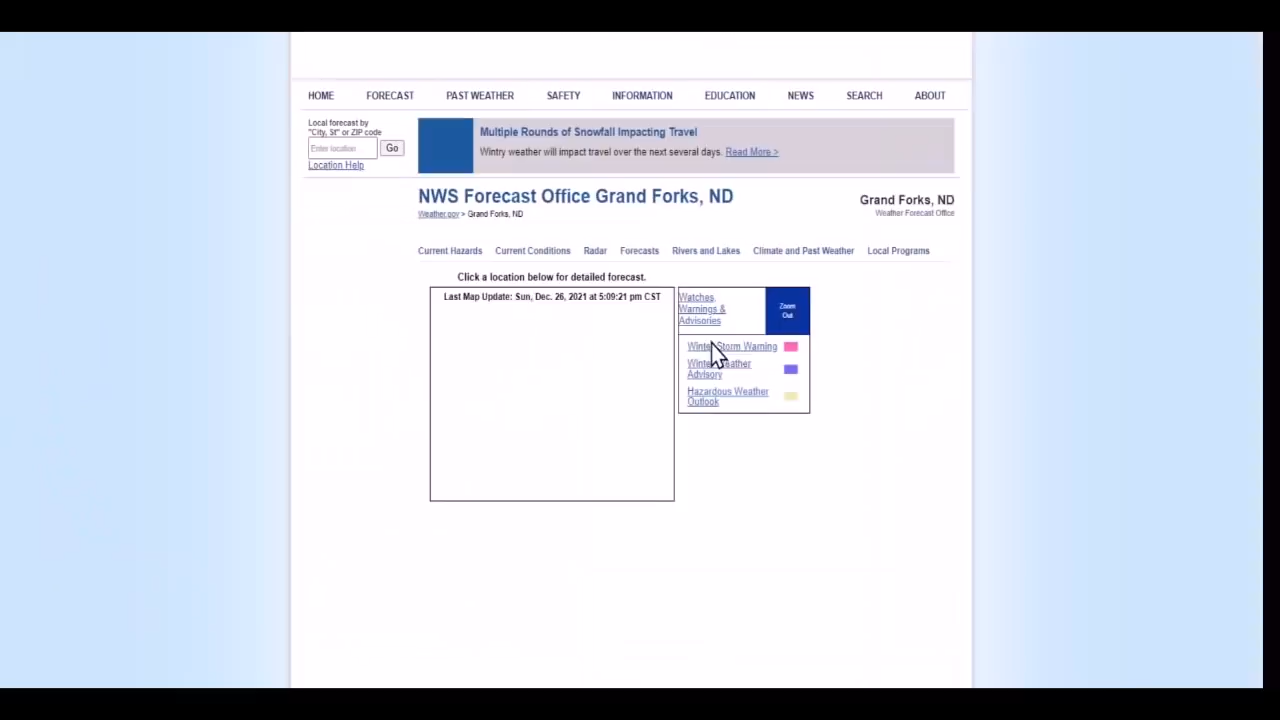 HOME FORECAST PAST WEATHER SAFETY INFORMATION EDUCATION NEWS SEARCH ABOUT
Local forecast by
"City, St" or ZIP code
Enter location Go
Location Help
Multiple Rounds of Snowfall Impacting Travel
Wintry weather will impact travel over the next several days. Read More >
NWS Forecast Office Grand Forks, ND
Weather.gov > Grand Forks, ND
Grand Forks, ND
Weather Forecast Office
Current Hazards Current Conditions Radar Forecasts Rivers and Lakes Climate and Past Weather Local Programs
Click a location below for detailed forecast.
Last Map Update: Sun, Dec. 26, 2021 at 5:09:21 pm CST
Watches,
Warnings &
Advisories
Zoom
Out
Winter Storm Warning
Winter Weather
Advisory
Hazardous Weather
Outlook